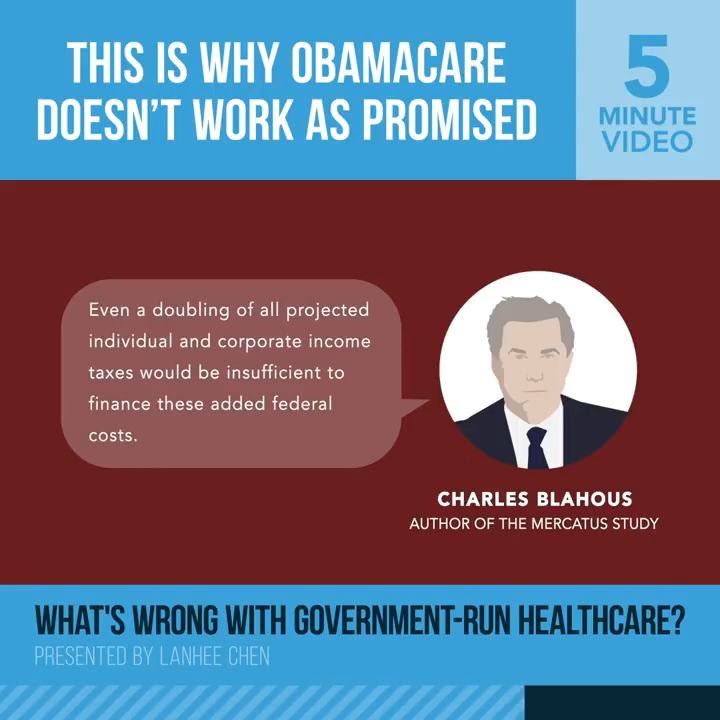 THIS IS WHY OBAMACARE
DOESN'T WORK AS PROMISED
5
MINUTE
VIDEO
Even a doubling of all projected
individual and corporate income
taxes would be insufficient to
finance these added federal
costs.
CHARLES BLAHOUS
AUTHOR OF THE MERCATUS STUDY
WHAT'S WRONG WITH GOVERNMENT-RUN HEALTHCARE?
PRESENTED BY LANHEE CHEN